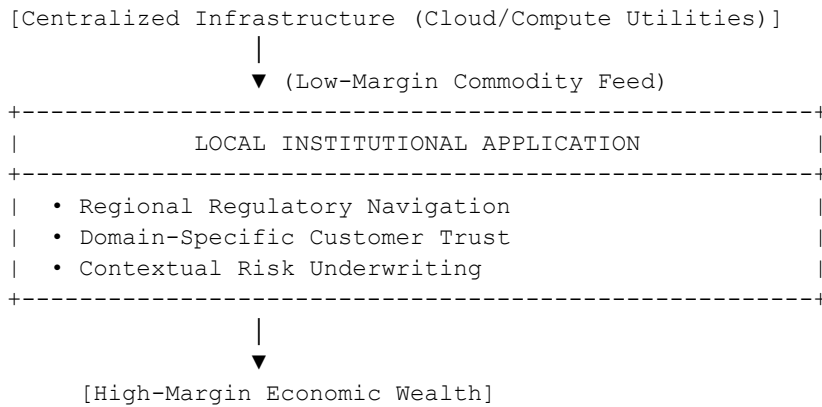 [Centralized Infrastructure (Cloud/Compute Utilities)]
(Low-Margin Commodity Feed)
LOCAL INSTITUTIONAL APPLICATION
• Regional Regulatory Navigation
• Domain-Specific Customer Trust
• Contextual Risk Underwriting
[High-Margin Economic Wealth]